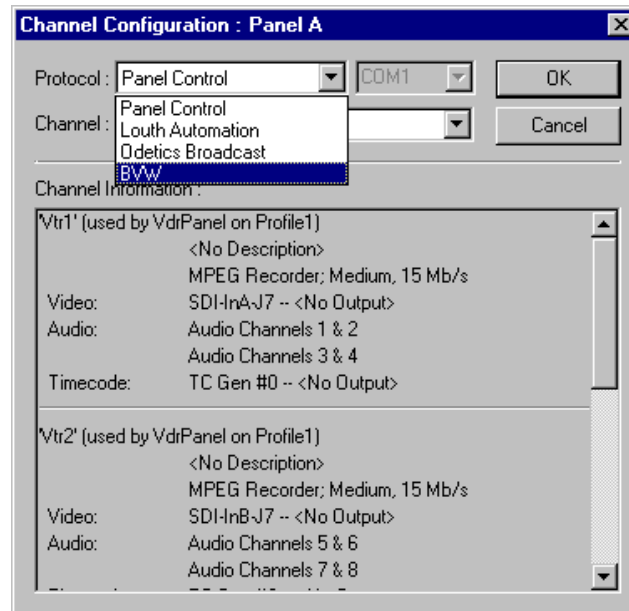 Channel Configuration : Panel A
Protocol : Panel Control COM1 OK
Panel Control
Louth Automation
Odetics Broadcast
BVW
Channel : Cancel
Channel Information :
'Vtr1' (used by VdrPanel on Profile1)
<No Description>
MPEG Recorder; Medium, 15 Mb/s
Video: SDI-InA-J7 -- <No Output>
Audio: Audio Channels 1 & 2
Audio Channels 3 & 4
Timecode: TC Gen #0 -- <No Output>
'Vtr2' (used by VdrPanel on Profile1)
<No Description>
MPEG Recorder; Medium, 15 Mb/s
Video: SDI-InB-J7 -- <No Output>
Audio: Audio Channels 5 & 6
Audio Channels 7 & 8